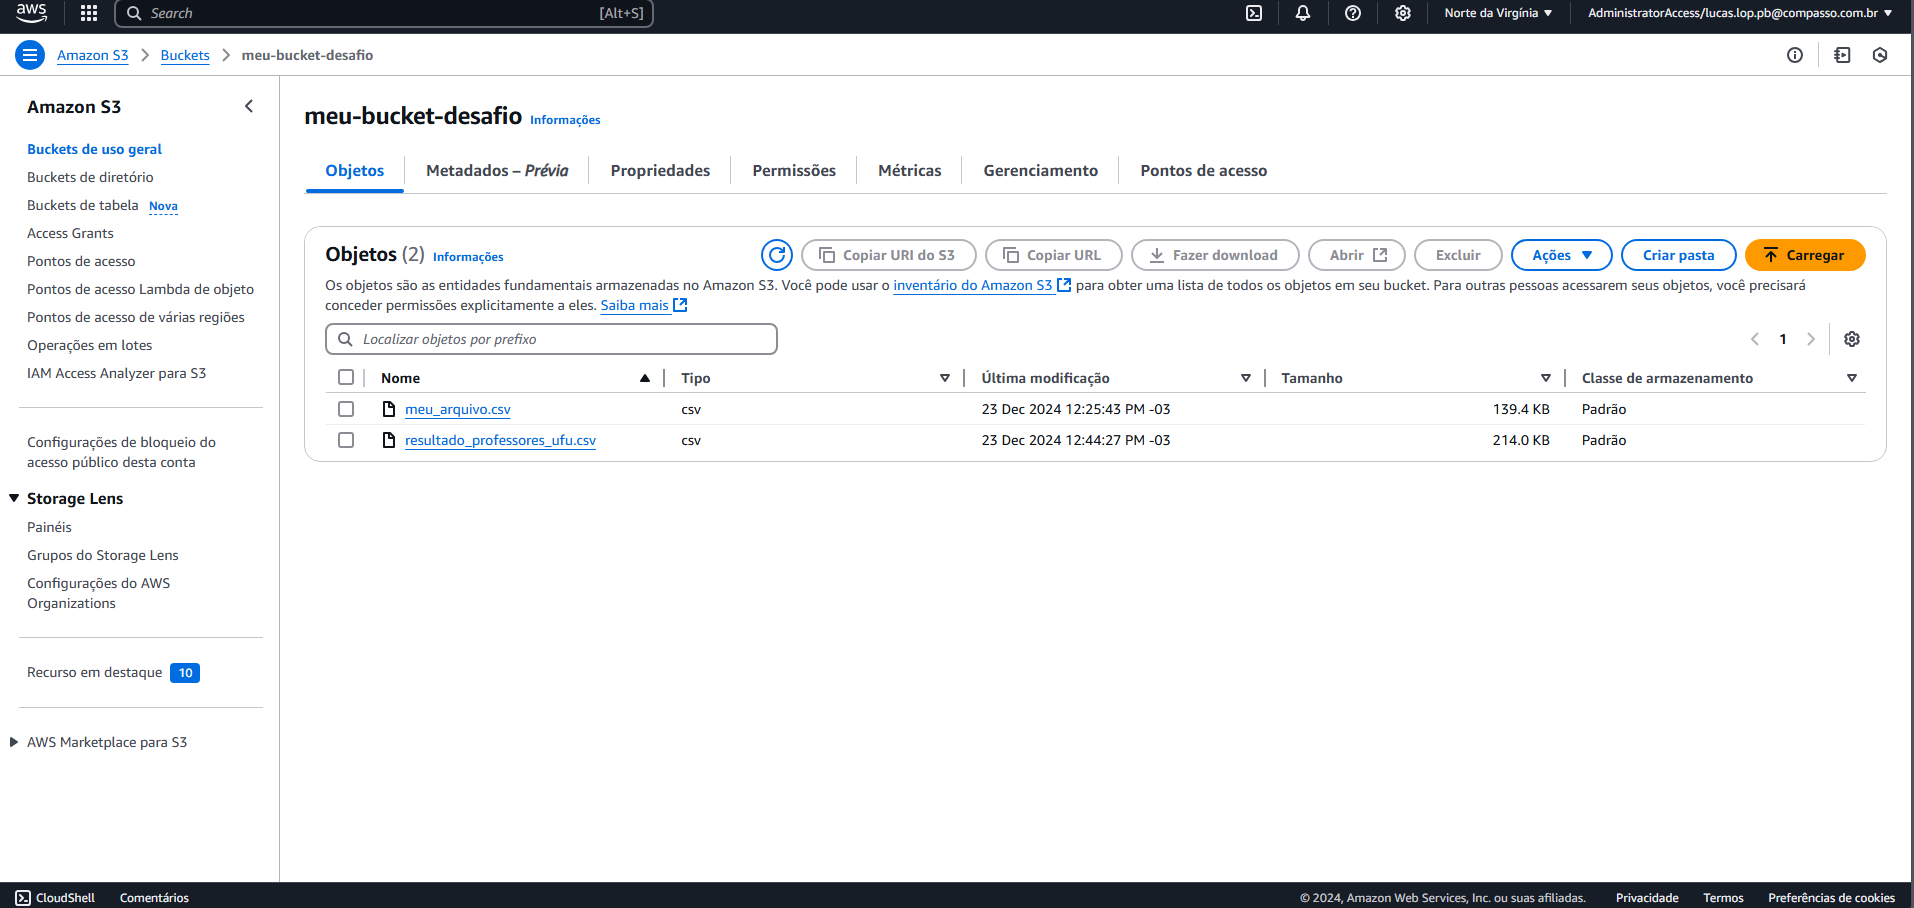 aws
Search [Alt+S]
Norte da Virgínia
AdministratorAccess/lucas.lop.pb@compasso.com.br
Amazon S3 Buckets meu-bucket-desafio
Amazon S3
Buckets de uso geral
Buckets de diretório
Buckets de tabela Nova
Access Grants
Pontos de acesso
Pontos de acesso Lambda de objeto
Pontos de acesso de várias regiões
Operações em lotes
IAM Access Analyzer para S3
Configurações de bloqueio do
acesso público desta conta
Storage Lens
Painéis
Grupos do Storage Lens
Configurações do AWS
Organizations
Recurso em destaque 10
AWS Marketplace para S3
meu-bucket-desafio Informações
Objetos Metadados – Prévia Propriedades Permissões Métricas Gerenciamento Pontos de acesso
Objetos (2) Informações
Copiar URI do S3 Copiar URL Fazer download Abrir Excluir Ações Criar pasta Carregar
Os objetos são as entidades fundamentais armazenadas no Amazon S3. Você pode usar o inventário do Amazon S3 para obter uma lista de todos os objetos em seu bucket. Para outras pessoas acessarem seus objetos, você precisará
conceder permissões explicitamente a eles. Saiba mais
Localizar objetos por prefixo
1
Nome Tipo Última modificação Tamanho Classe de armazenamento
meu_arquivo.csv csv 23 Dec 2024 12:25:43 PM -03 139.4 KB Padrão
resultado_professores_ufu.csv csv 23 Dec 2024 12:44:27 PM -03 214.0 KB Padrão
CloudShell Comentários
© 2024, Amazon Web Services, Inc. ou suas afiliadas. Privacidade Termos Preferências de cookies